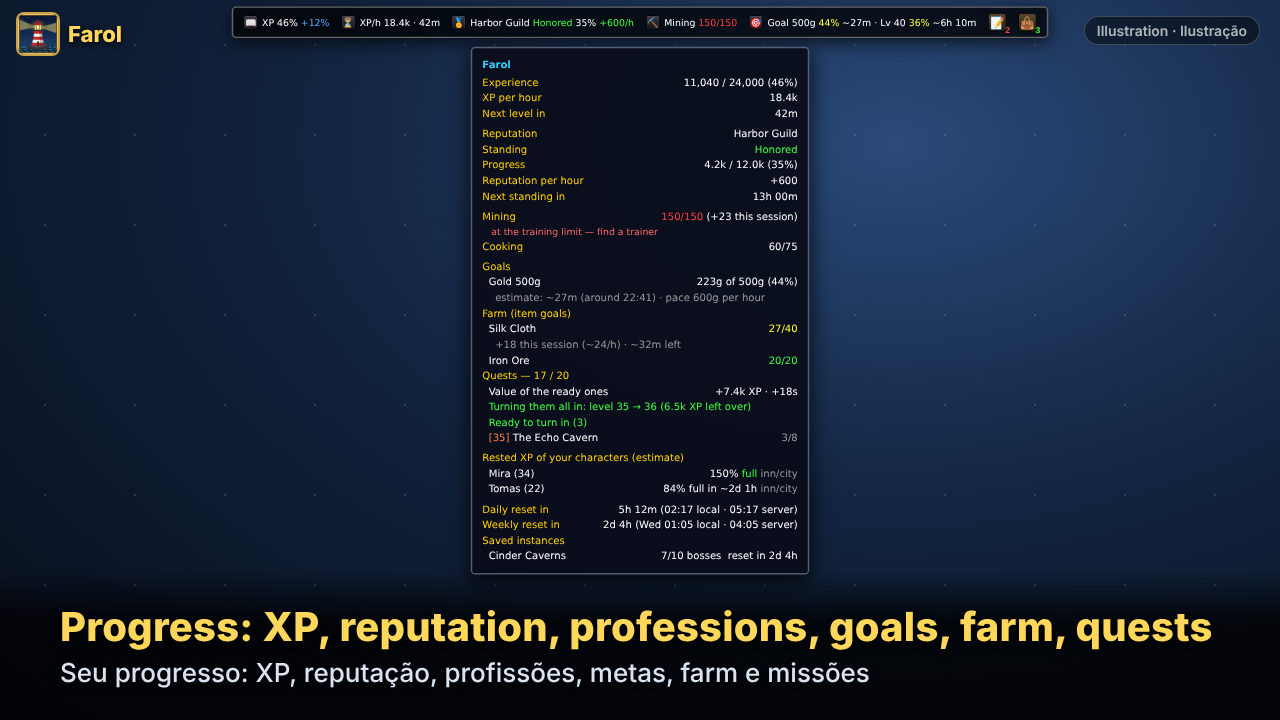 Farol
XP 46% +12% XP/h 18.4k · 42m Harbor Guild Honored 35% +600/h Mining 150/150 Goal 500g 44% ~27m · Lv 40 36% ~6h 10m 2 3
Illustration · Ilustração
Farol
Experience 11,040 / 24,000 (46%)
XP per hour 18.4k
Next level in 42m
Reputation Harbor Guild
Standing Honored
Progress 4.2k / 12.0k (35%)
Reputation per hour +600
Next standing in 13h 00m
Mining 150/150 (+23 this session)
at the training limit — find a trainer
Cooking 60/75
Goals
Gold 500g 223g of 500g (44%)
estimate: ~27m (around 22:41) · pace 600g per hour
Farm (item goals)
Silk Cloth 27/40
+18 this session (~24/h) · ~32m left
Iron Ore 20/20
Quests — 17 / 20
Value of the ready ones +7.4k XP · +18s
Turning them all in: level 35 → 36 (6.5k XP left over)
Ready to turn in (3)
[35] The Echo Cavern 3/8
Rested XP of your characters (estimate)
Mira (34) 150% full inn/city
Tomas (22) 84% full in ~2d 1h inn/city
Daily reset in 5h 12m (02:17 local · 05:17 server)
Weekly reset in 2d 4h (Wed 01:05 local · 04:05 server)
Saved instances
Cinder Caverns 7/10 bosses reset in 2d 4h
Progress: XP, reputation, professions, goals, farm, quests
Seu progresso: XP, reputação, profissões, metas, farm e missões